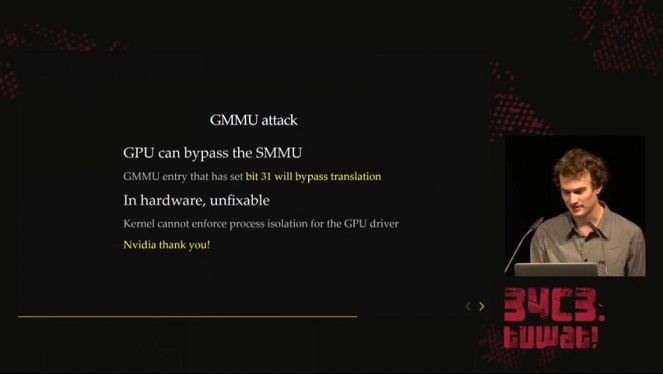 GMMU attack
GPU can bypass the SMMU
GMMU entry that has set bit 31 will bypass translation
In hardware, unfixable
Kernel cannot enforce process isolation for the GPU driver
Nvidia thank you!
34C3.
tuwat!